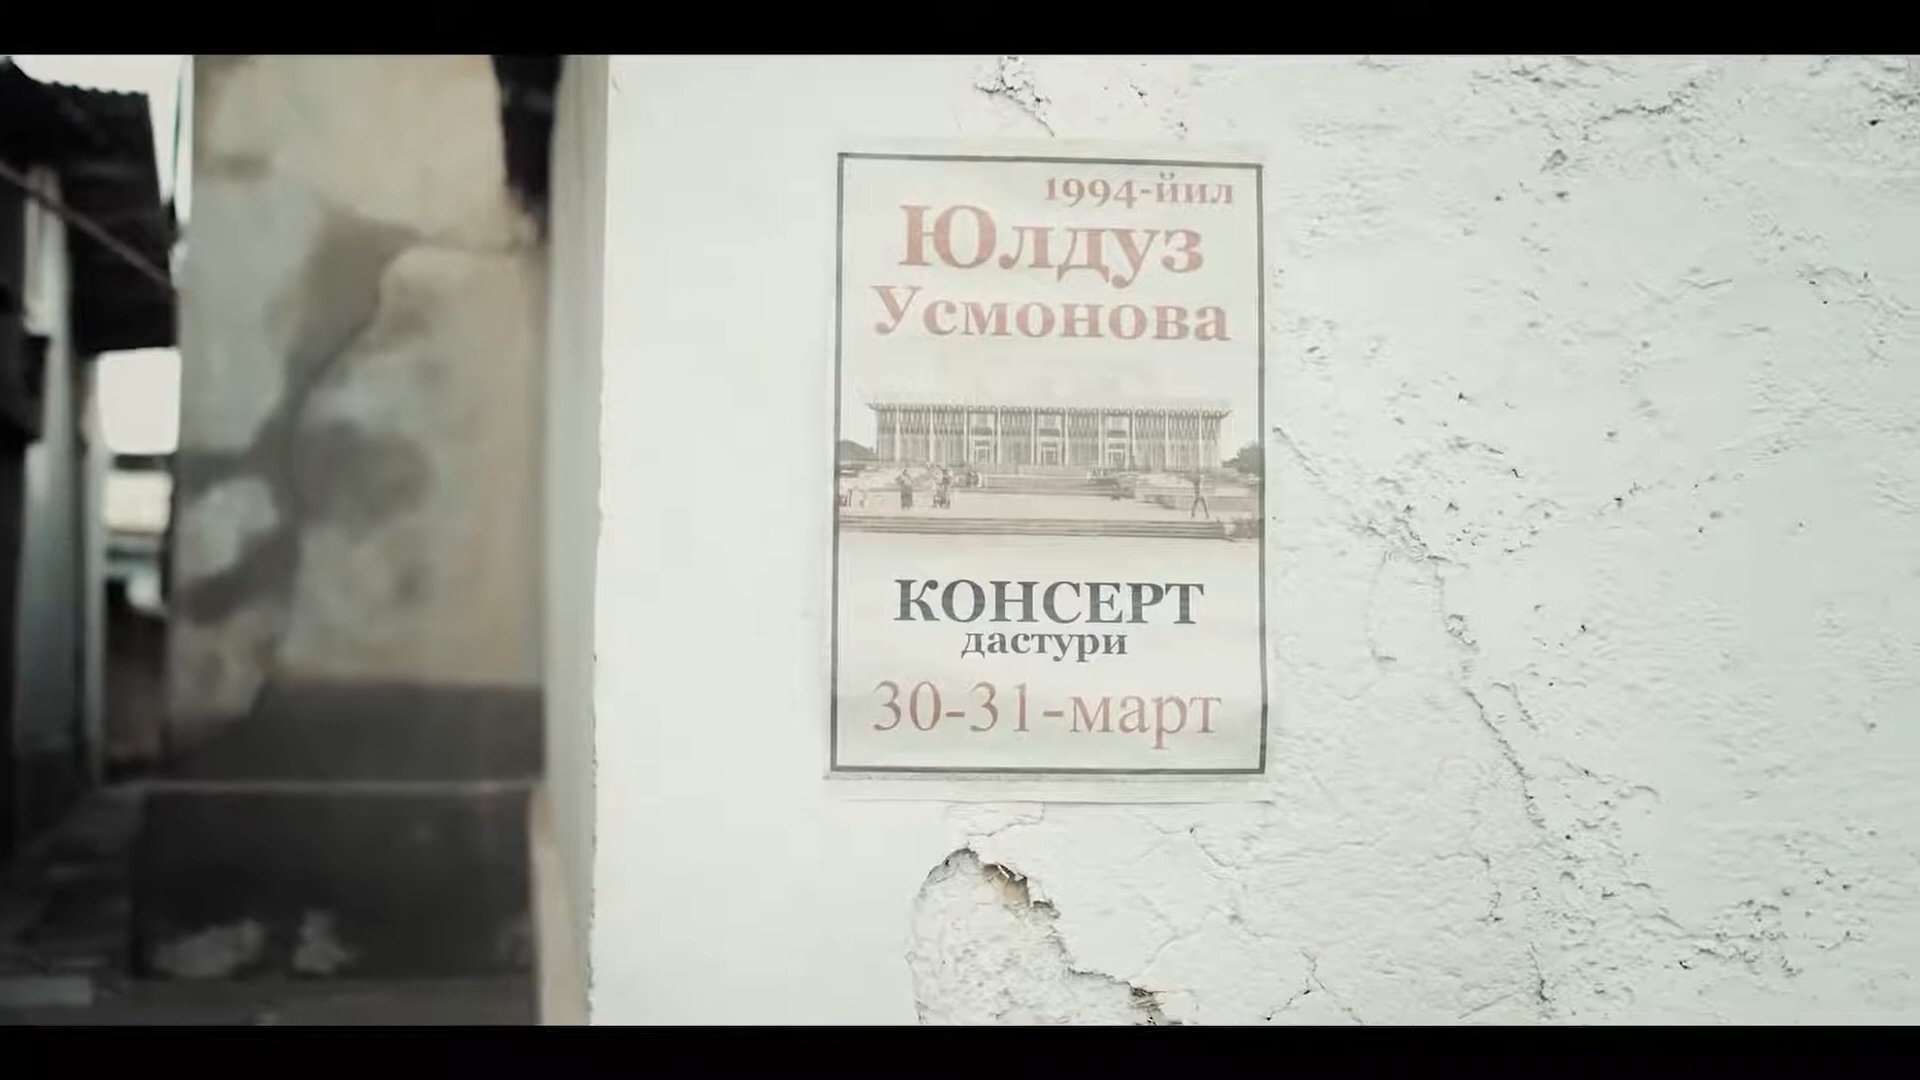 1994-йил
Юлдуз
Усмонова
КОНСЕРТ
дастури
30-31-март